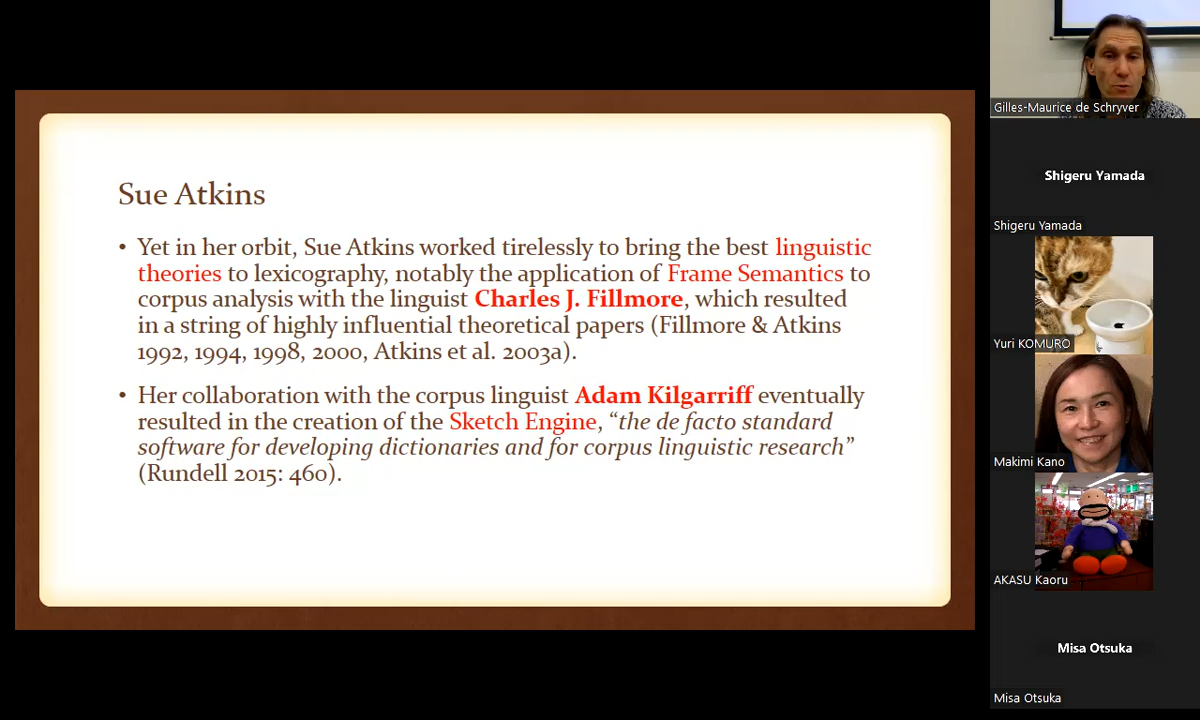 Sue Atkins
• Yet in her orbit, Sue Atkins worked tirelessly to bring the best linguistic
theories to lexicography, notably the application of Frame Semantics to
corpus analysis with the linguist Charles J. Fillmore, which resulted
in a string of highly influential theoretical papers (Fillmore & Atkins
1992, 1994, 1998, 2000, Atkins et al. 2003a).
• Her collaboration with the corpus linguist Adam Kilgarriff eventually
resulted in the creation of the Sketch Engine, “the de facto standard
software for developing dictionaries and for corpus linguistic research”
(Rundell 2015: 460).
Gilles-Maurice de Schryver
Shigeru Yamada
Shigeru Yamada
Yuri KOMURO
Makimi Kano
AKASU Kaoru
Misa Otsuka
Misa Otsuka